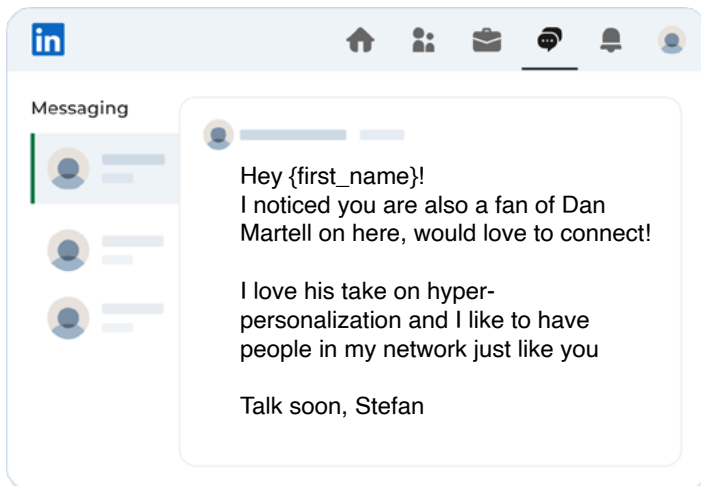 in
Messaging
Hey {first_name}!
I noticed you are also a fan of Dan
Martell on here, would love to connect!
I love his take on hyper-
personalization and I like to have
people in my network just like you
Talk soon, Stefan